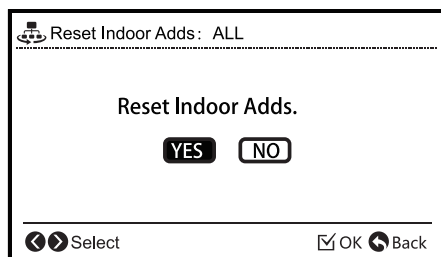 Reset Indoor Adds: ALL
Reset Indoor Adds.
YES NO
Select OK Back